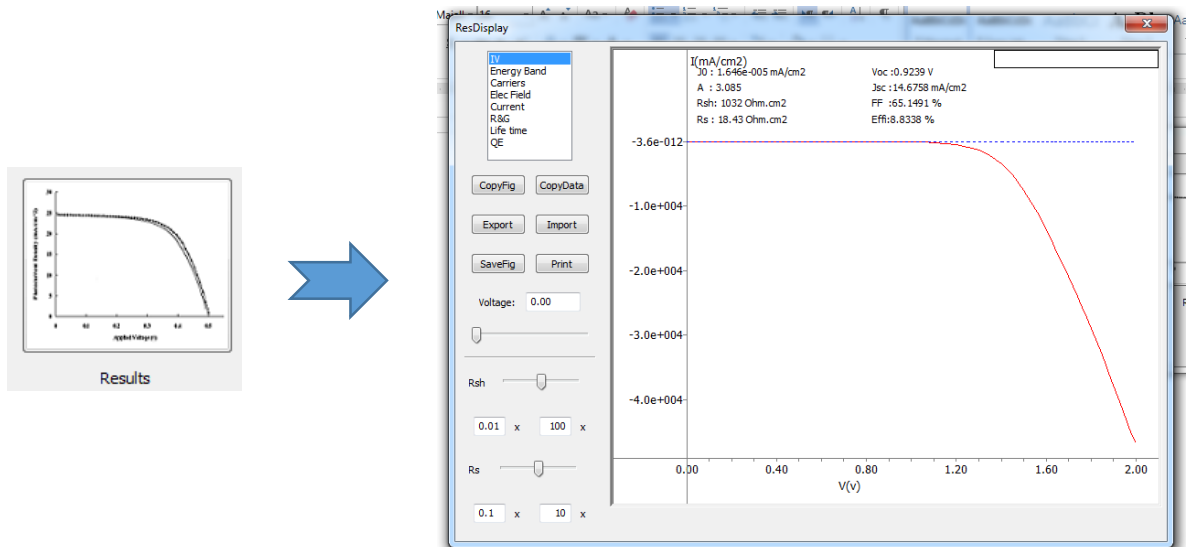 ResDisplay
IV
Energy Band
Carriers
Elec Field
Current
R&G
Life time
QE
CopyFig CopyData
Export Import
SaveFig Print
Voltage: 0.00
Rsh
0.01 x 100 x
Rs
0.1 x 10 x
I(mA/cm2)
J0 : 1.646e-005 mA/cm2 Voc :0.9239 V
A : 3.085 Jsc :14.6758 mA/cm2
Rsh: 1032 Ohm.cm2 FF :65.1491 %
Rs : 18.43 Ohm.cm2 Effi:8.8338 %
-3.6e-012
-1.0e+004
-2.0e+004
-3.0e+004
-4.0e+004
0.00 0.40 0.80 1.20 1.60 2.00
V(v)
Applied Voltage(V)
Results